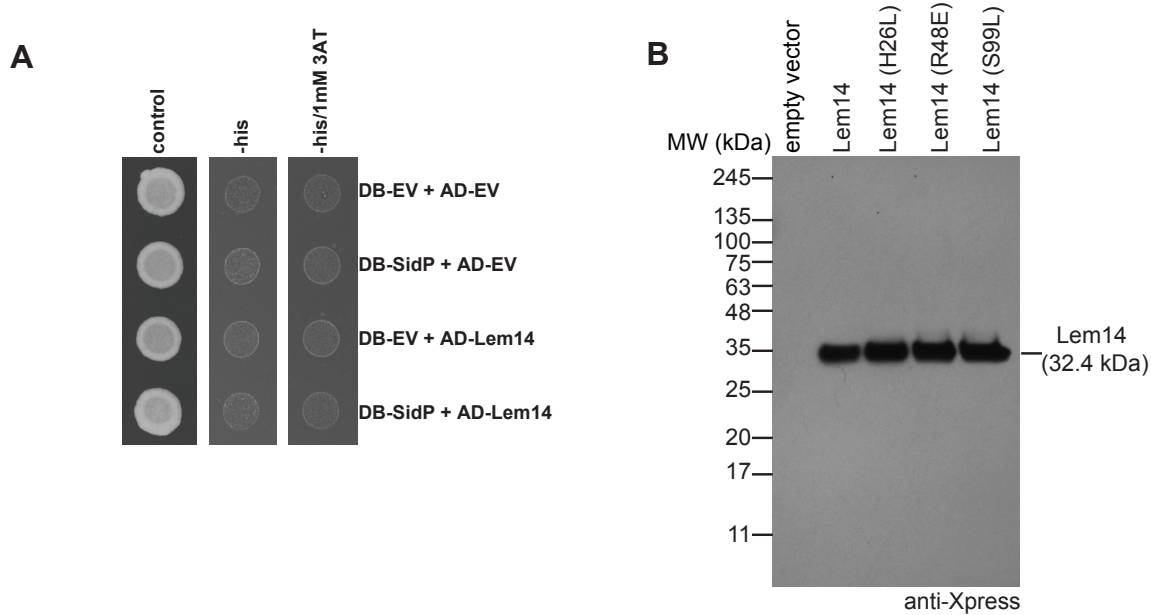 A
control
-his
-his/1mM 3AT
DB-EV + AD-EV
DB-SidP + AD-EV
DB-EV + AD-Lem14
DB-SidP + AD-Lem14
B
empty vector
Lem14
Lem14 (H26L)
Lem14 (R48E)
Lem14 (S99L)
MW (kDa)
245
135
100
75
63
48
35
25
20
17
11
Lem14
(32.4 kDa)
anti-Xpress